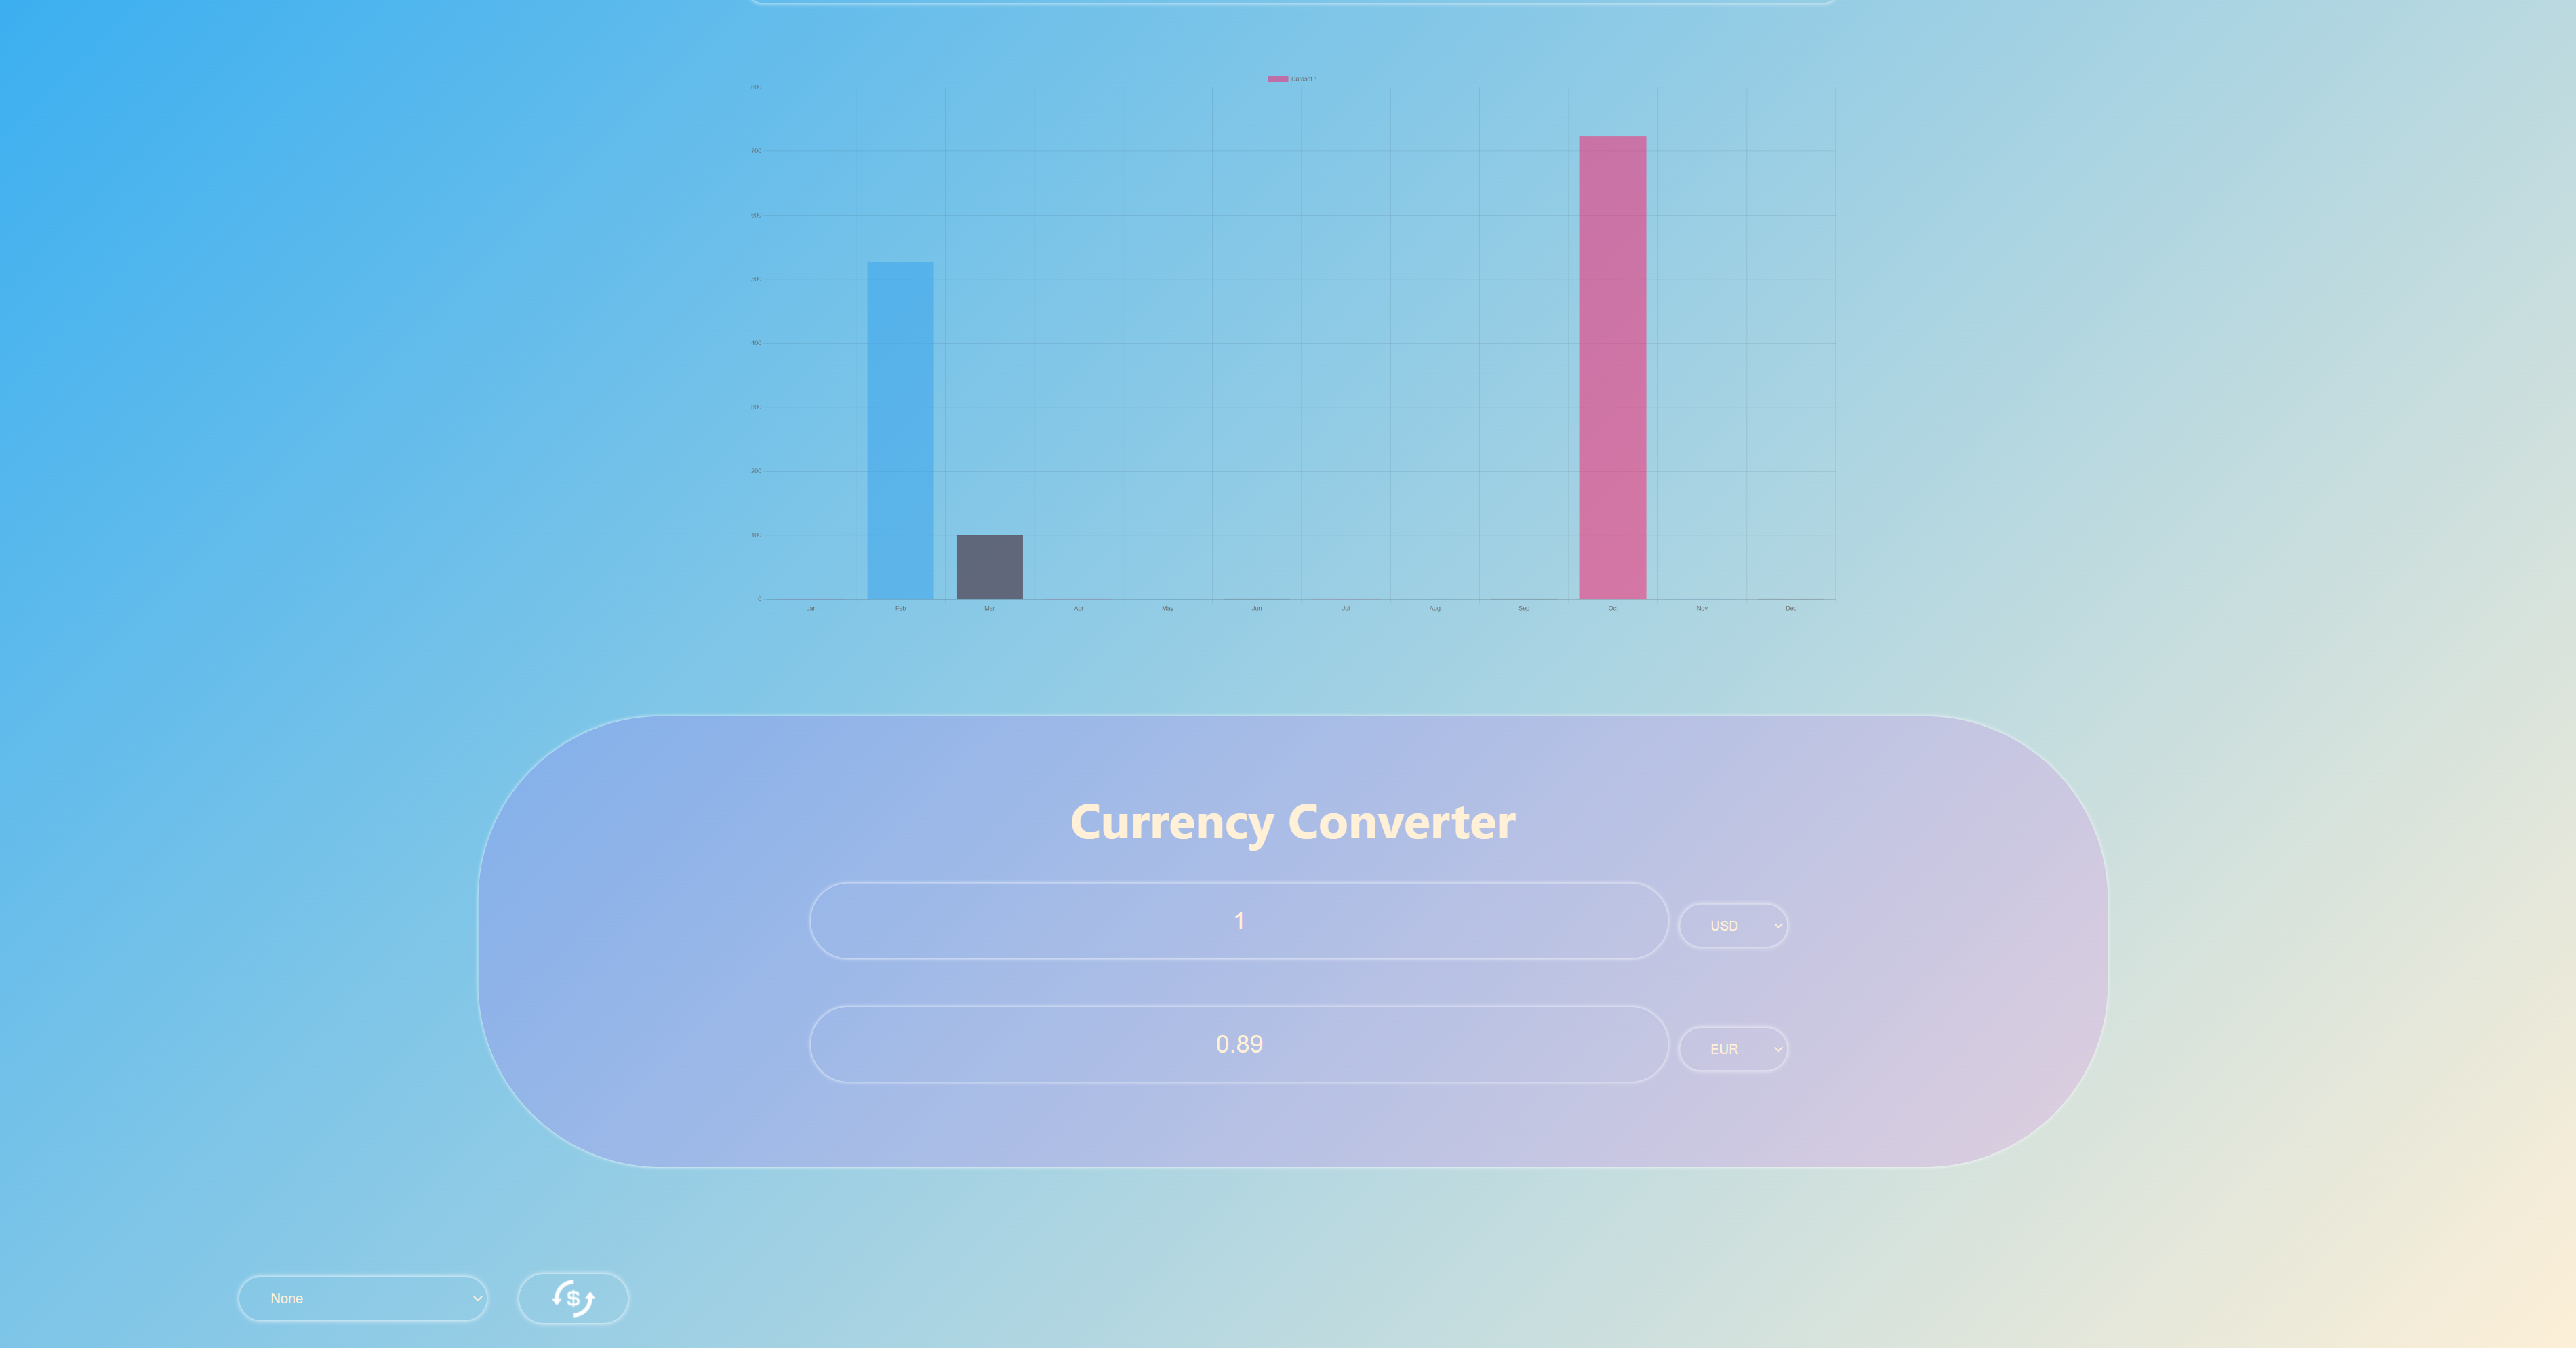 Dataset 1
800
700
600
500
400
300
200
100
0
Jan Feb Mar Apr May Jun Jul Aug Sep Oct Nov Dec
Currency Converter
1 USD
0.89 EUR
None $